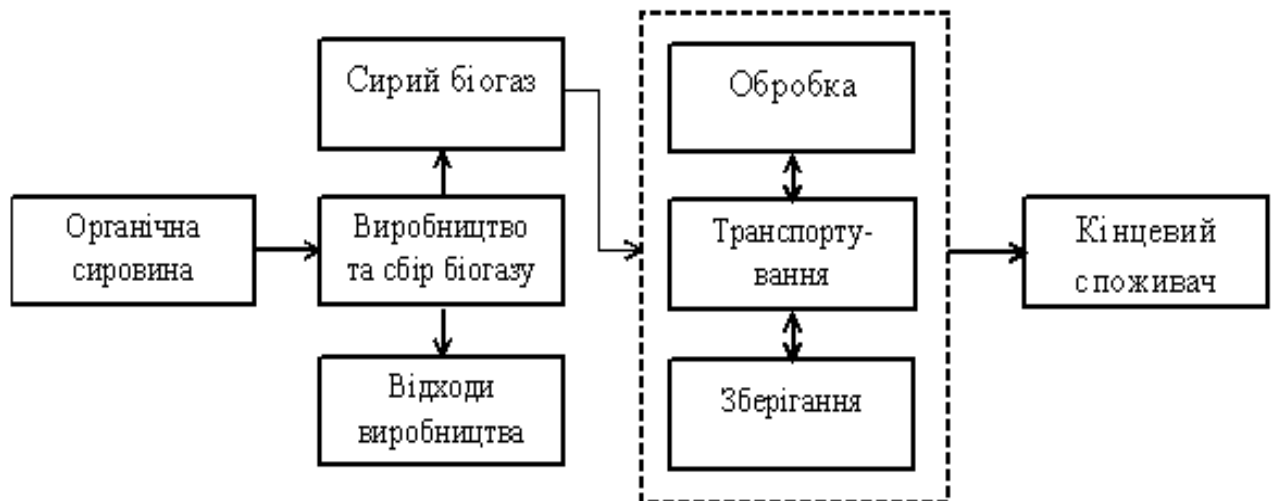 Сирий біогаз
Обробка
Органічна
сировина
Виробництво
та сбір біогазу
Транспорту-
вання
Кінцевий
споживач
Відходи
виробництва
Зберігання